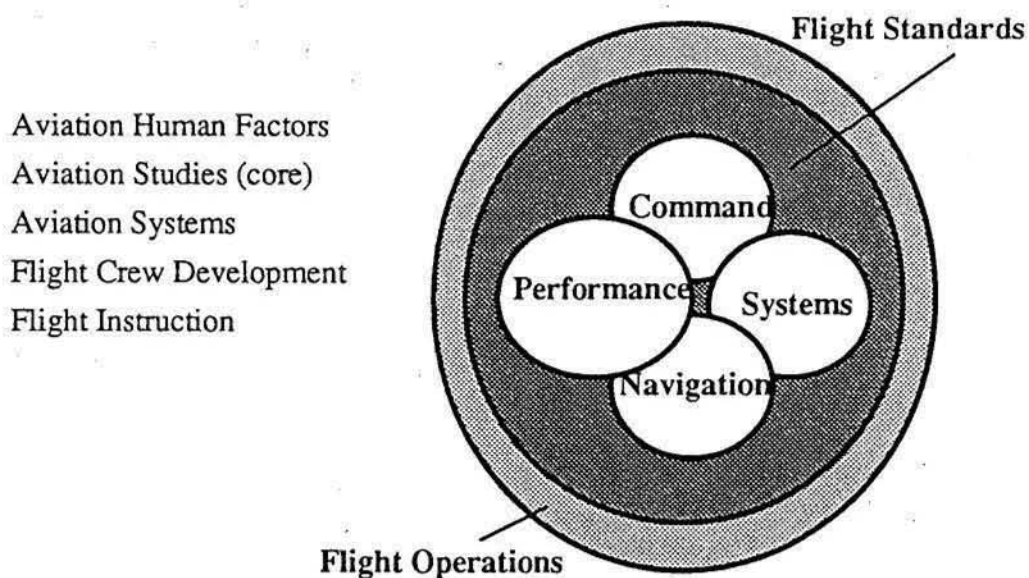 Flight Standards
Aviation Human Factors
Aviation Studies (core)
Aviation Systems
Flight Crew Development
Flight Instruction
Command
Performance
Systems
Navigation
Flight Operations